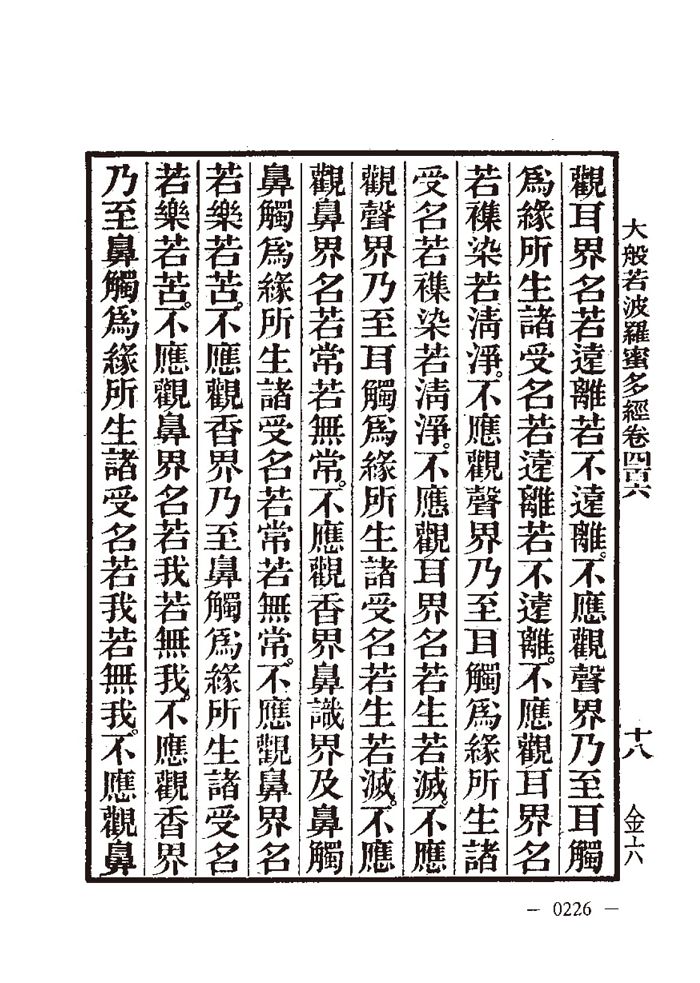 大般若波羅蜜多經卷四百六 十八 金六
觀耳界名若遠離若不遠離。不應觀聲界乃至耳觸
爲緣所生諸受名若遠離若不遠離。不應觀耳界名
若襍染若淸淨。不應觀聲界乃至耳觸爲緣所生諸
受名若襍染若淸淨。不應觀耳界名若生若滅。不應
觀聲界乃至耳觸爲緣所生諸受名若生若滅。不應
觀鼻界名若常若無常。不應觀香界鼻識界及鼻觸
鼻觸爲緣所生諸受名若常若無常。不應觀鼻界名
若樂若苦。不應觀香界乃至鼻觸爲緣所生諸受名
若樂若苦。不應觀鼻界名若我若無我。不應觀香界
乃至鼻觸爲緣所生諸受名若我若無我。不應觀鼻
– 0226 –